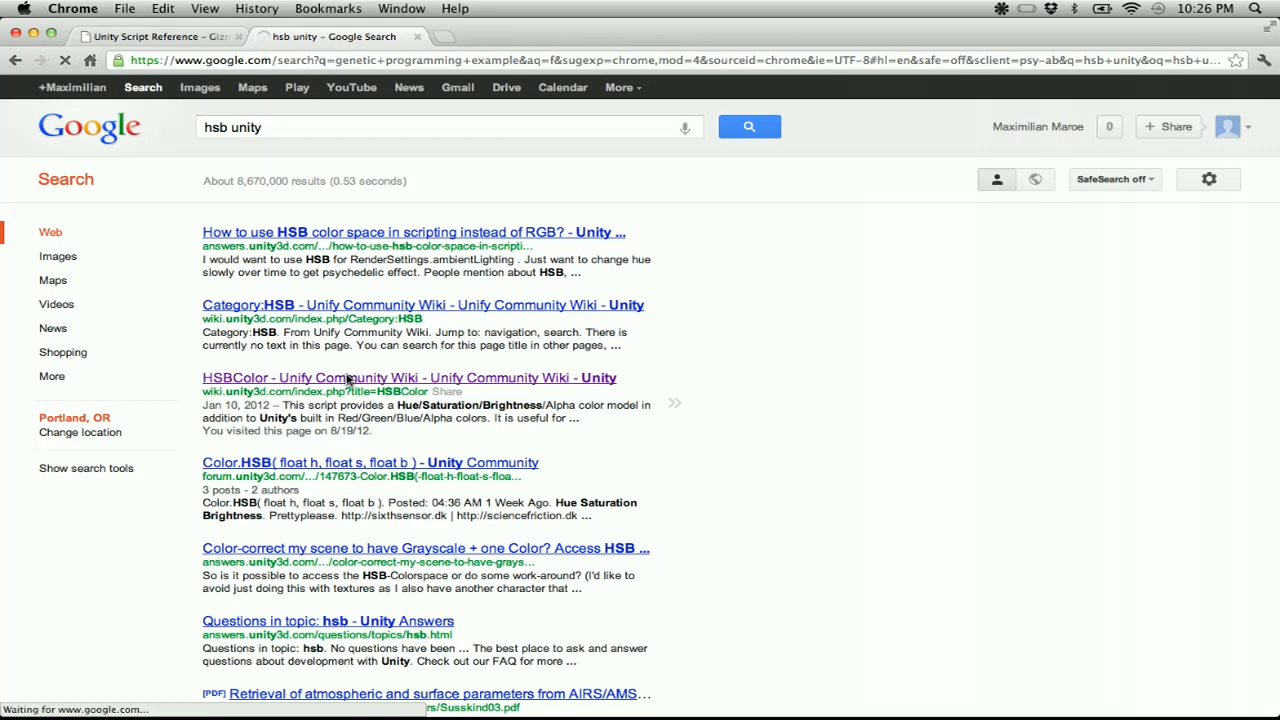 Chrome File Edit View History Bookmarks Window Help 10:26 PM
Unity Script Reference – Giz hsb unity – Google Search
https://www.google.com/search?q=genetic+programming+example&aq=f&sugexp=chrome,mod=4&sourceid=chrome&ie=UTF-8#hl=en&safe=off&sclient=psy-ab&q=hsb+unity&oq=hsb+u...
+Maximilian Search Images Maps Play YouTube News Gmail Drive Calendar More
Google hsb unity Maximilian Maroe 0 + Share
Search About 8,670,000 results (0.53 seconds) SafeSearch off
Web
Images
Maps
Videos
News
Shopping
More
Portland, OR
Change location
Show search tools
How to use HSB color space in scripting instead of RGB? - Unity ...
answers.unity3d.com/.../how-to-use-hsb-color-space-in-scripti...
I would want to use HSB for RenderSettings.ambientLighting . Just want to change hue
slowly over time to get psychedelic effect. People mention about HSB, ...
Category:HSB - Unify Community Wiki - Unify Community Wiki - Unity
wiki.unity3d.com/index.php/Category:HSB
Category:HSB. From Unify Community Wiki. Jump to: navigation, search. There is
currently no text in this page. You can search for this page title in other pages, ...
HSBColor - Unify Community Wiki - Unify Community Wiki - Unity
wiki.unity3d.com/index.php?title=HSBColor Share
Jan 10, 2012 – This script provides a Hue/Saturation/Brightness/Alpha color model in
addition to Unity's built in Red/Green/Blue/Alpha colors. It is useful for ...
You visited this page on 8/19/12.
Color.HSB( float h, float s, float b ) - Unity Community
forum.unity3d.com/.../147673-Color.HSB(-float-h-float-s-floa...
3 posts - 2 authors
Color.HSB( float h, float s, float b ). Posted: 04:36 AM 1 Week Ago. Hue Saturation
Brightness. Prettyplease. http://sixthsensor.dk | http://sciencefriction.dk ...
Color-correct my scene to have Grayscale + one Color? Access HSB ...
answers.unity3d.com/.../color-correct-my-scene-to-have-grays...
So is it possible to access the HSB-Colorspace or do some work-around? (I'd like to
avoid just doing this with textures as I also have another character that ...
Questions in topic: hsb - Unity Answers
answers.unity3d.com/questions/topics/hsb.html
Questions in topic: hsb. No questions have been ... The best place to ask and answer
questions about development with Unity. Check out our FAQ for more ...
[PDF] Retrieval of atmospheric and surface parameters from AIRS/AMS...
rs/Susskind03.pdf
Waiting for www.google.com...